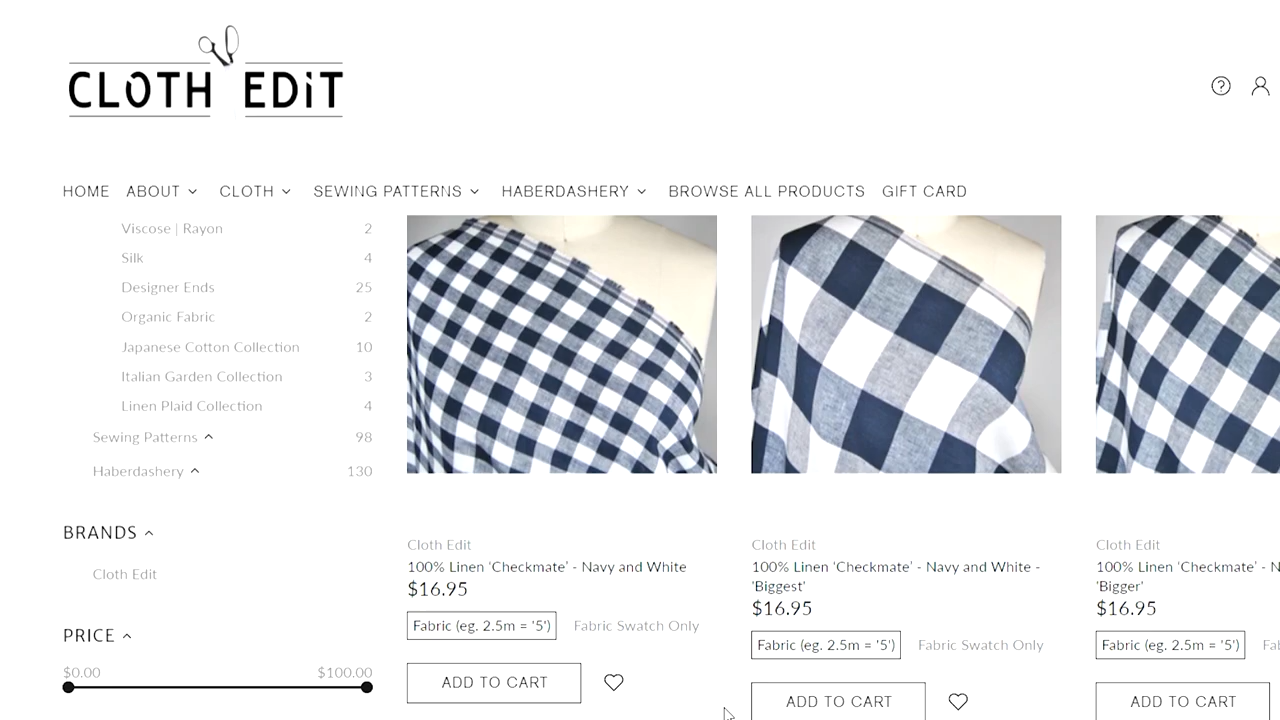 CLOTH EDIT
HOME ABOUT CLOTH SEWING PATTERNS HABERDASHERY BROWSE ALL PRODUCTS GIFT CARD
Viscose | Rayon 2
Silk 4
Designer Ends 25
Organic Fabric 2
Japanese Cotton Collection 10
Italian Garden Collection 3
Linen Plaid Collection 4
Sewing Patterns 98
Haberdashery 130
BRANDS
Cloth Edit
PRICE
$0.00 $100.00
Cloth Edit
100% Linen ‘Checkmate’ - Navy and White
$16.95
Fabric (eg. 2.5m = '5') Fabric Swatch Only
ADD TO CART
Cloth Edit
100% Linen ‘Checkmate’ - Navy and White -
'Biggest'
$16.95
Fabric (eg. 2.5m = '5') Fabric Swatch Only
ADD TO CART
Cloth Edit
100% Linen ‘Checkmate’ - N
'Bigger'
$16.95
Fabric (eg. 2.5m = '5')
ADD TO CART